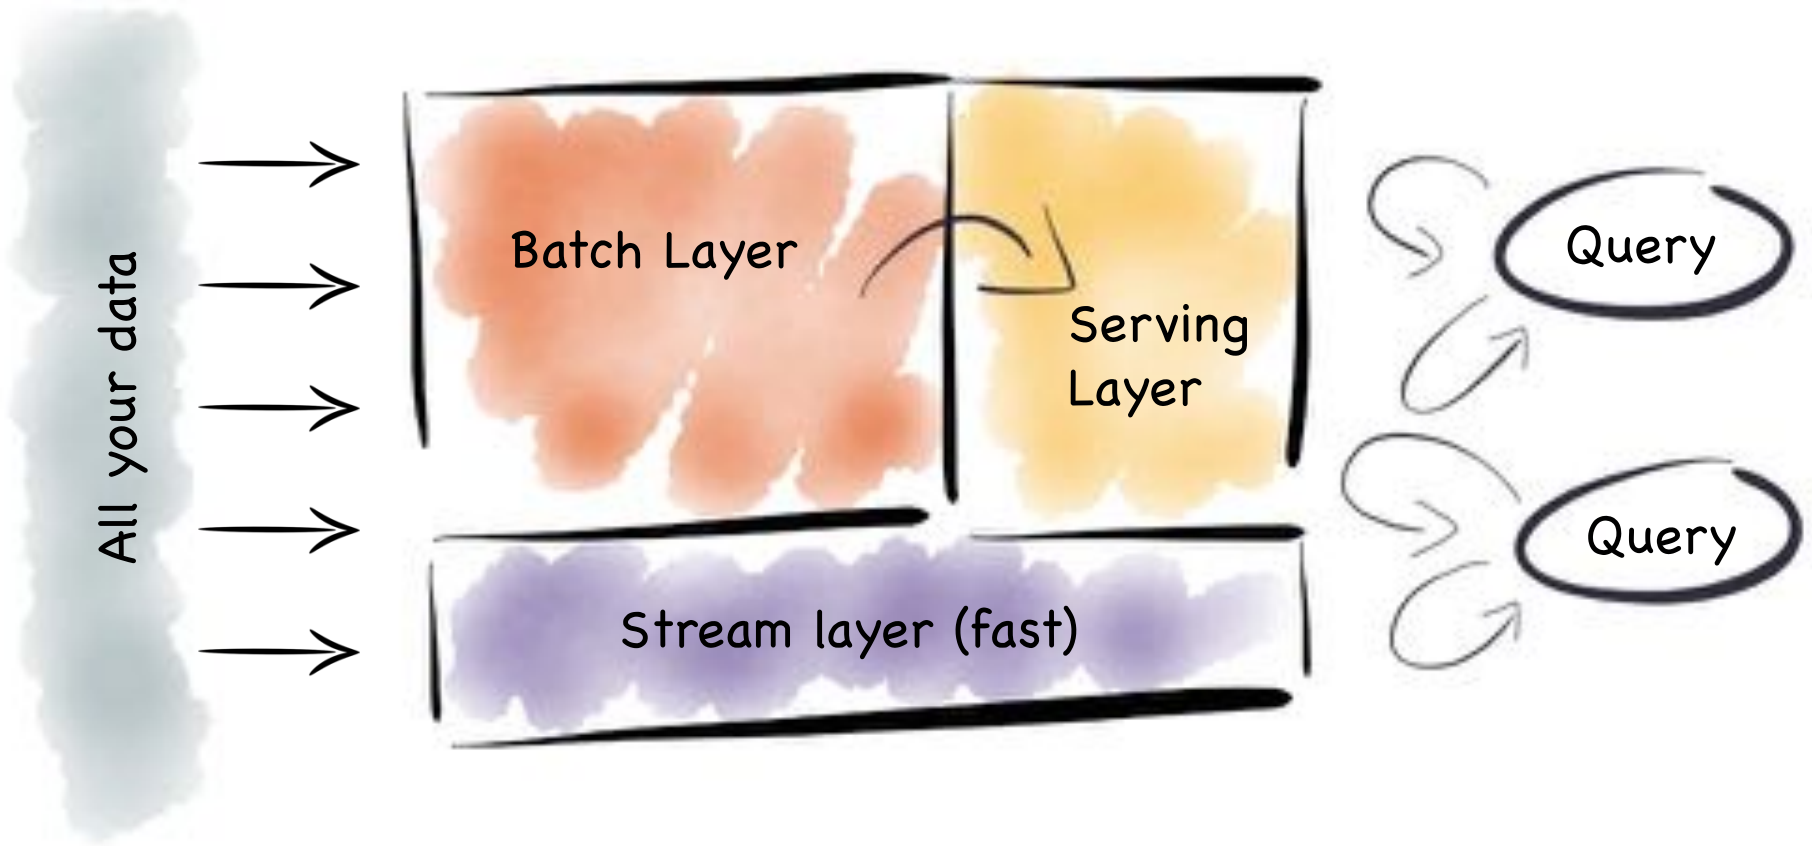 All your data
Batch Layer
Serving
Layer
Stream layer (fast)
Query
Query